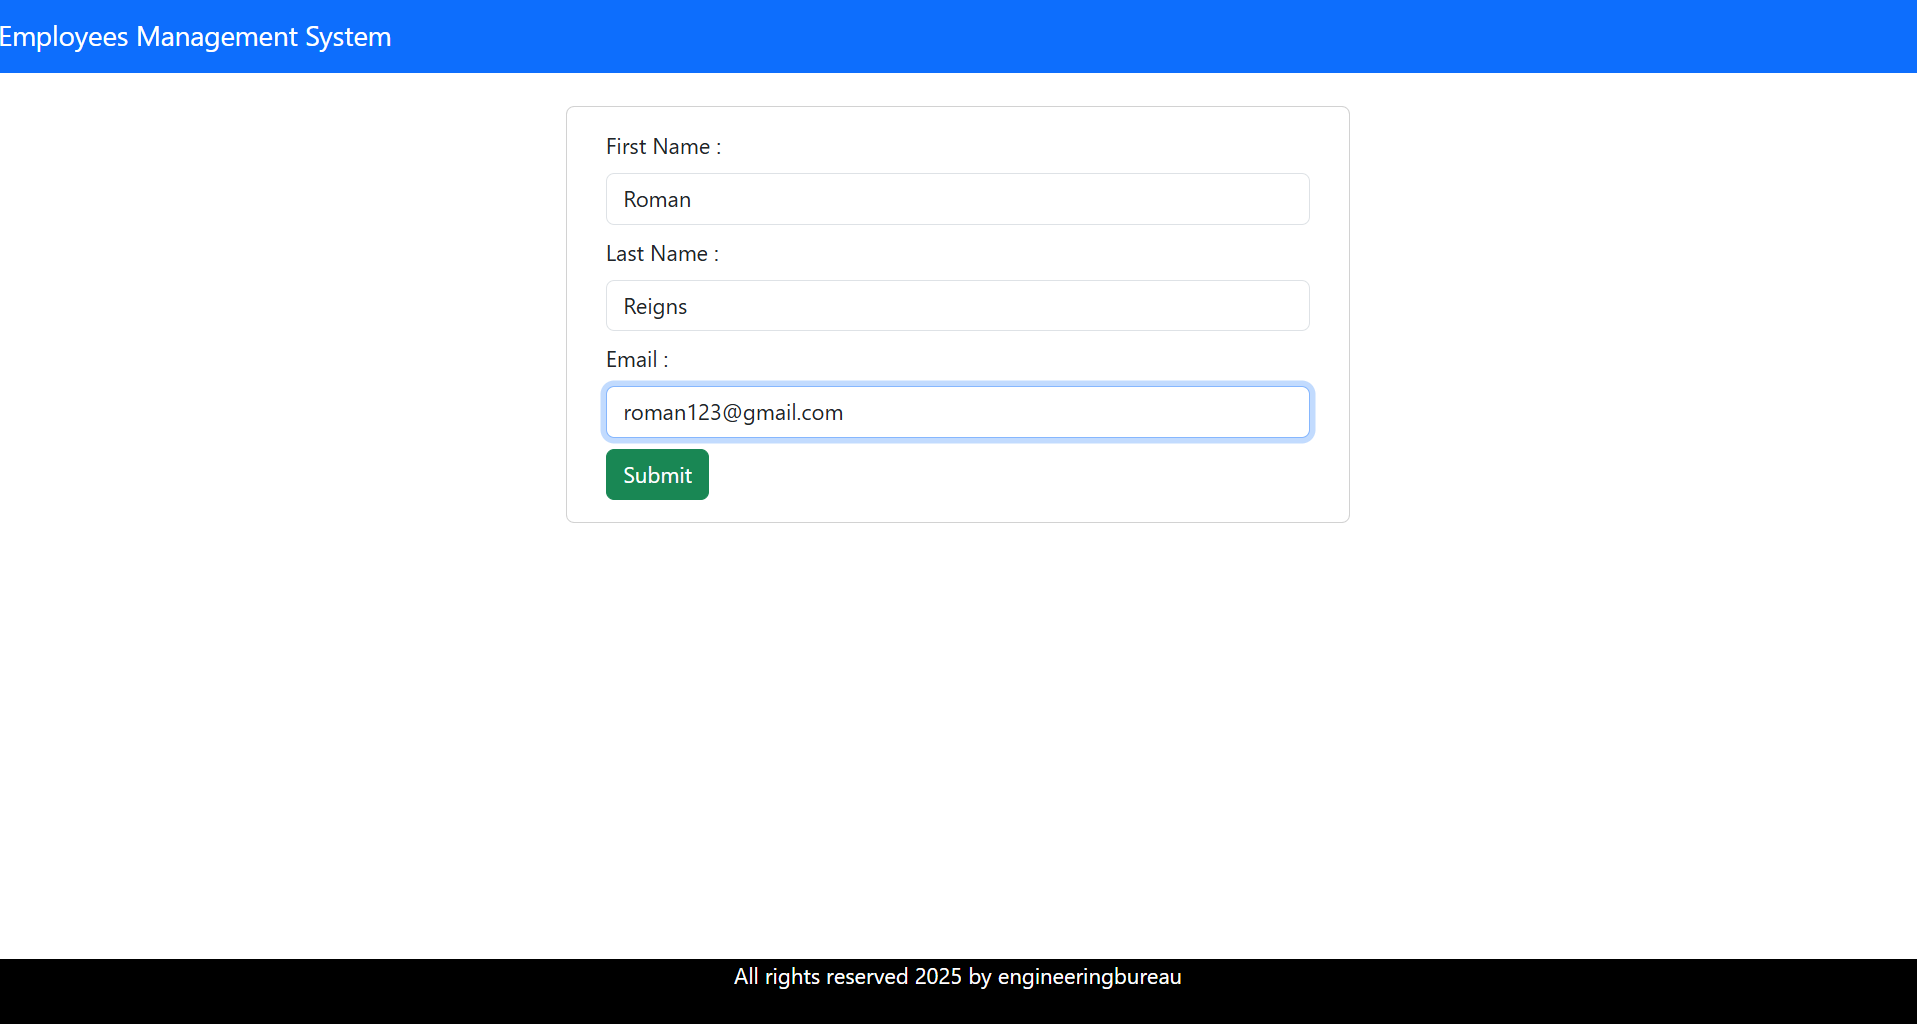 Employees Management System
First Name :
Roman
Last Name :
Reigns
Email :
roman123@gmail.com
Submit
All rights reserved 2025 by engineeringbureau